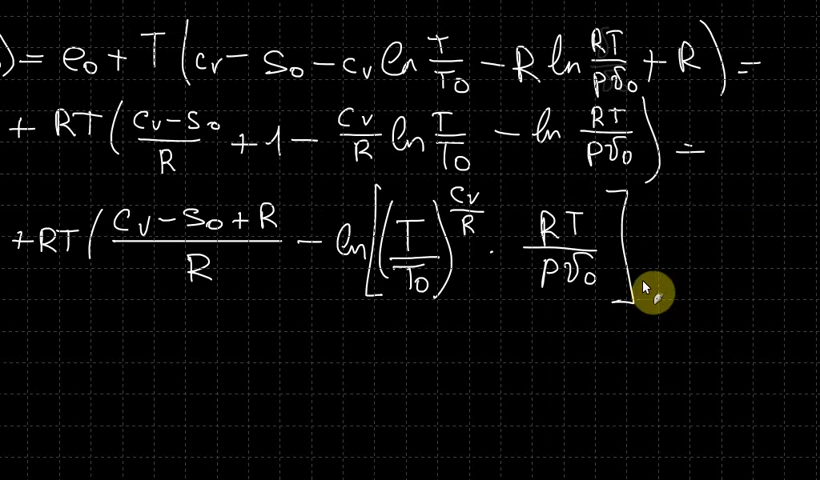 ) = e₀ + T ( cᵥ − s₀ − cᵥ ln T/T₀ − R ln RT/(pv₀) + R ) =
+ RT ( (cᵥ − s₀)/R + 1 − cᵥ/R ln T/T₀ − ln RT/(pv₀) ) =
+ RT ( (cᵥ − s₀ + R)/R − ln [ (T/T₀)^(cᵥ/R) · RT/(pv₀) ]